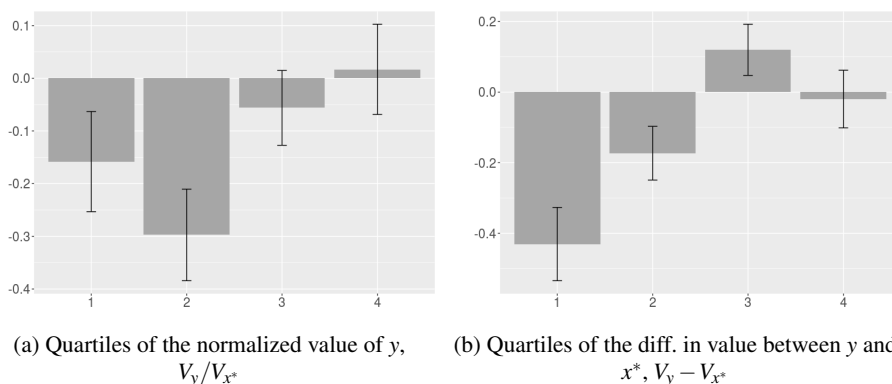 0.1
0.0
-0.1
-0.2
-0.3
-0.4
1 2 3 4
(a) Quartiles of the normalized value of y,
V_y/V_{x*}
0.2
0.0
-0.2
-0.4
1 2 3 4
(b) Quartiles of the diff. in value between y and
x*, V_y − V_{x*}